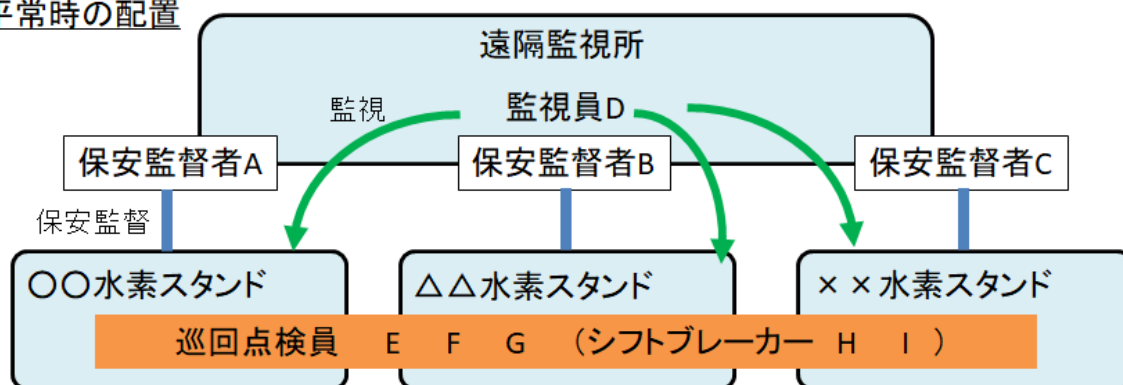 平常時の配置
遠隔監視所
監視 監視員D
保安監督者A 保安監督者B 保安監督者C
保安監督
〇〇水素スタンド △△水素スタンド ××水素スタンド
巡回点検員 E F G （シフトブレーカー H I ）